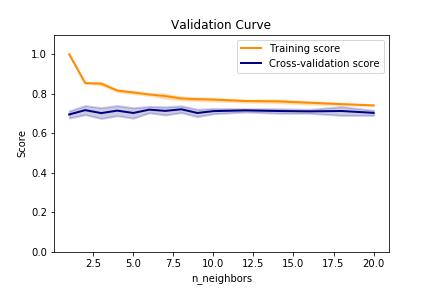 Validation Curve
Training score
Cross-validation score
1.0
0.8
0.6
0.4
0.2
0.0
Score
2.5 5.0 7.5 10.0 12.5 15.0 17.5 20.0
n_neighbors